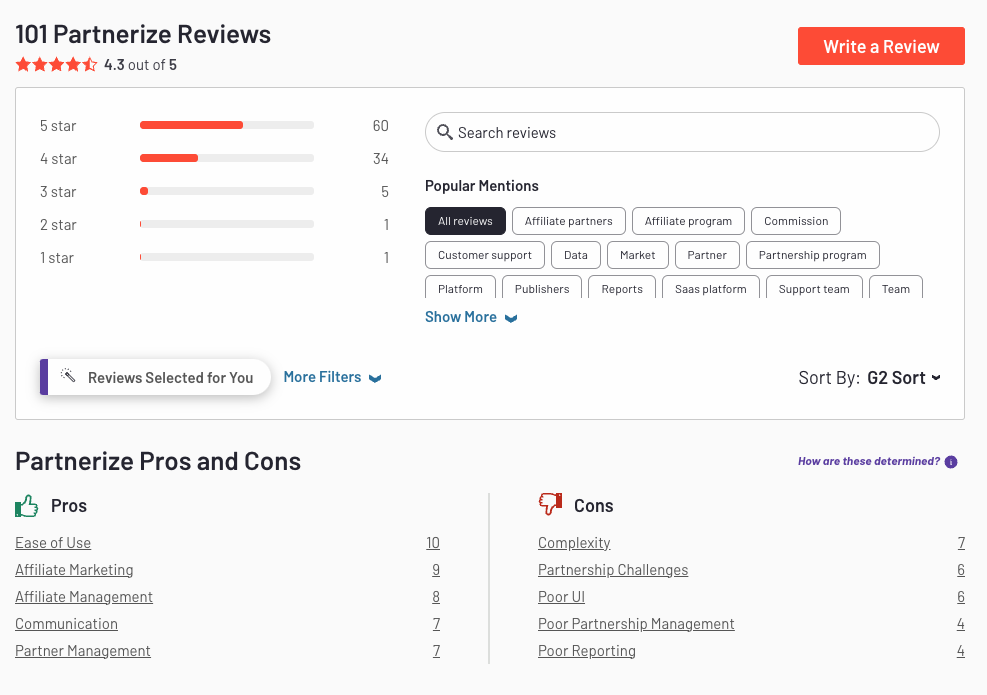 101 Partnerize Reviews
4.3 out of 5
Write a Review
5 star 60
4 star 34
3 star 5
2 star 1
1 star 1
Search reviews
Popular Mentions
All reviews Affiliate partners Affiliate program Commission
Customer support Data Market Partner Partnership program
Platform Publishers Reports Saas platform Support team Team
Show More
Reviews Selected for You More Filters
Sort By: G2 Sort
Partnerize Pros and Cons
How are these determined? i
Pros
Ease of Use 10
Affiliate Marketing 9
Affiliate Management 8
Communication 7
Partner Management 7
Cons
Complexity 7
Partnership Challenges 6
Poor UI 6
Poor Partnership Management 4
Poor Reporting 4